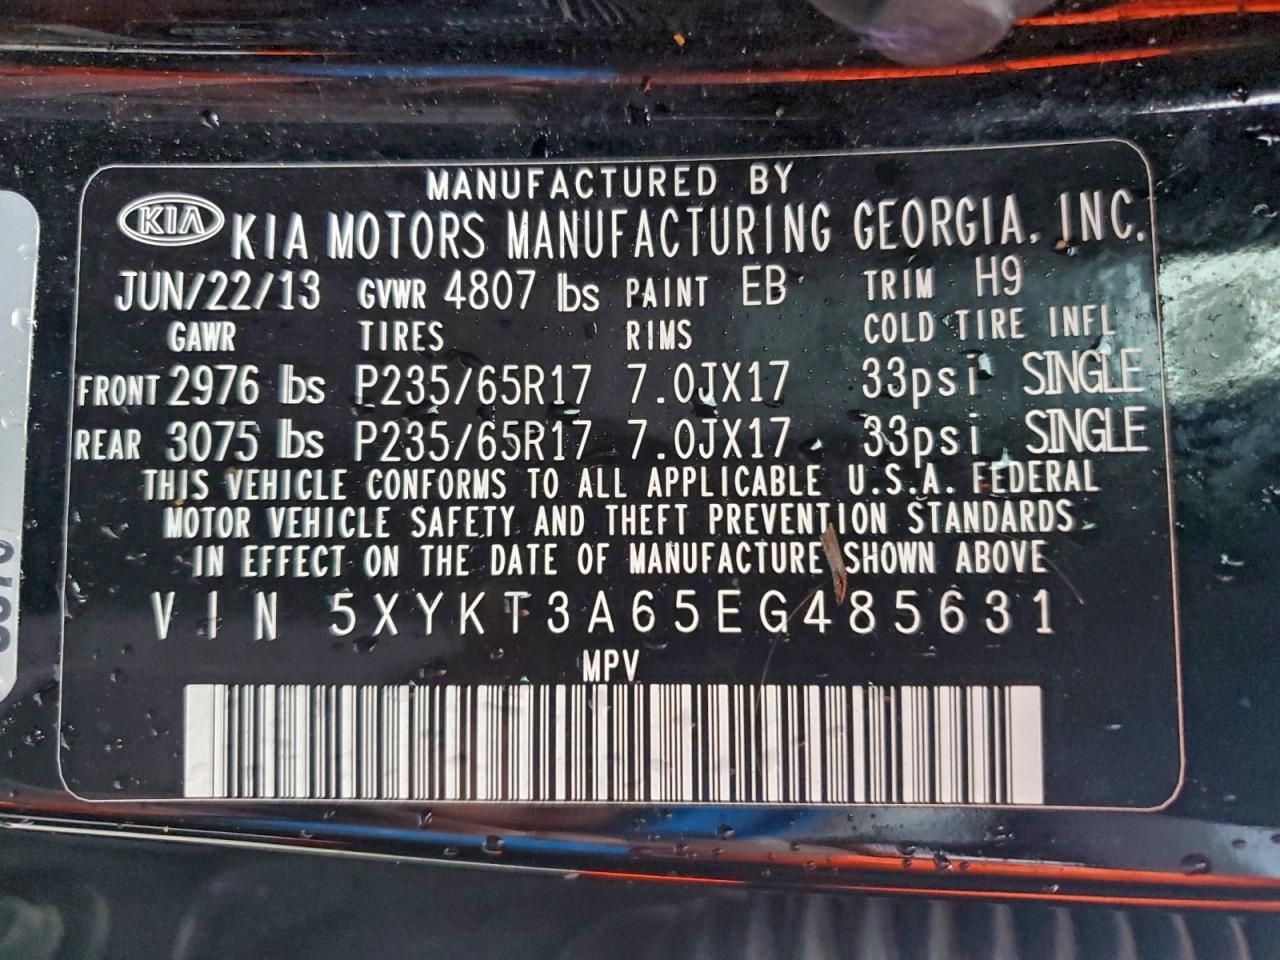 MANUFACTURED BY
KIA KIA MOTORS MANUFACTURING GEORGIA, INC.
JUN/22/13 GVWR 4807 lbs PAINT EB TRIM H9
GAWR TIRES RIMS COLD TIRE INFL
FRONT 2976 lbs P235/65R17 7.0JX17 33psi SINGLE
REAR 3075 lbs P235/65R17 7.0JX17 33psi SINGLE
THIS VEHICLE CONFORMS TO ALL APPLICABLE U.S.A. FEDERAL
MOTOR VEHICLE SAFETY AND THEFT PREVENTION STANDARDS
IN EFFECT ON THE DATE OF MANUFACTURE SHOWN ABOVE
VIN 5XYKT3A65EG485631
MPV